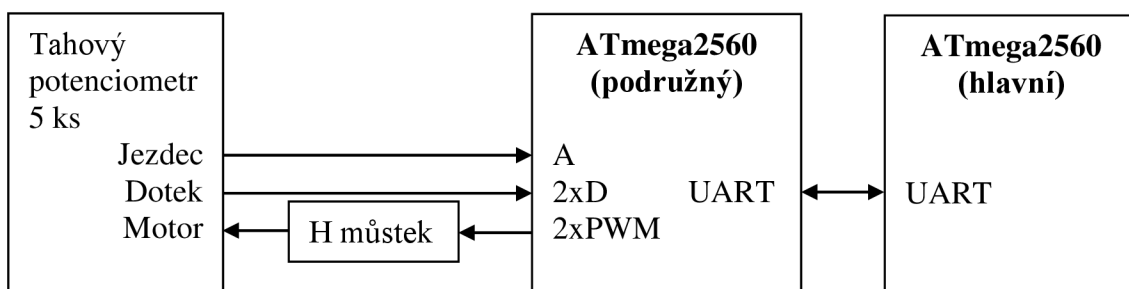 Tahový
potenciometr
5 ks
Jezdec
Dotek
Motor
H můstek
ATmega2560
(podružný)
A
2xD UART
2xPWM
ATmega2560
(hlavní)
UART